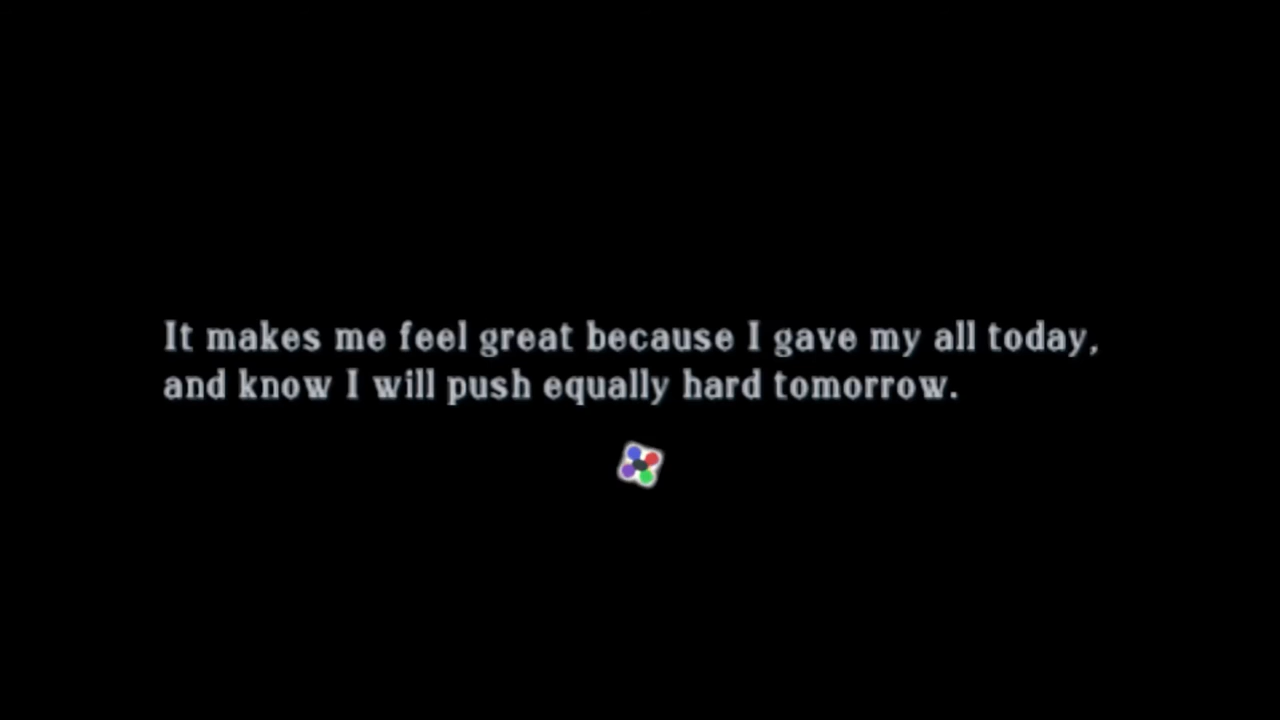 It makes me feel great because I gave my all today,
and know I will push equally hard tomorrow.